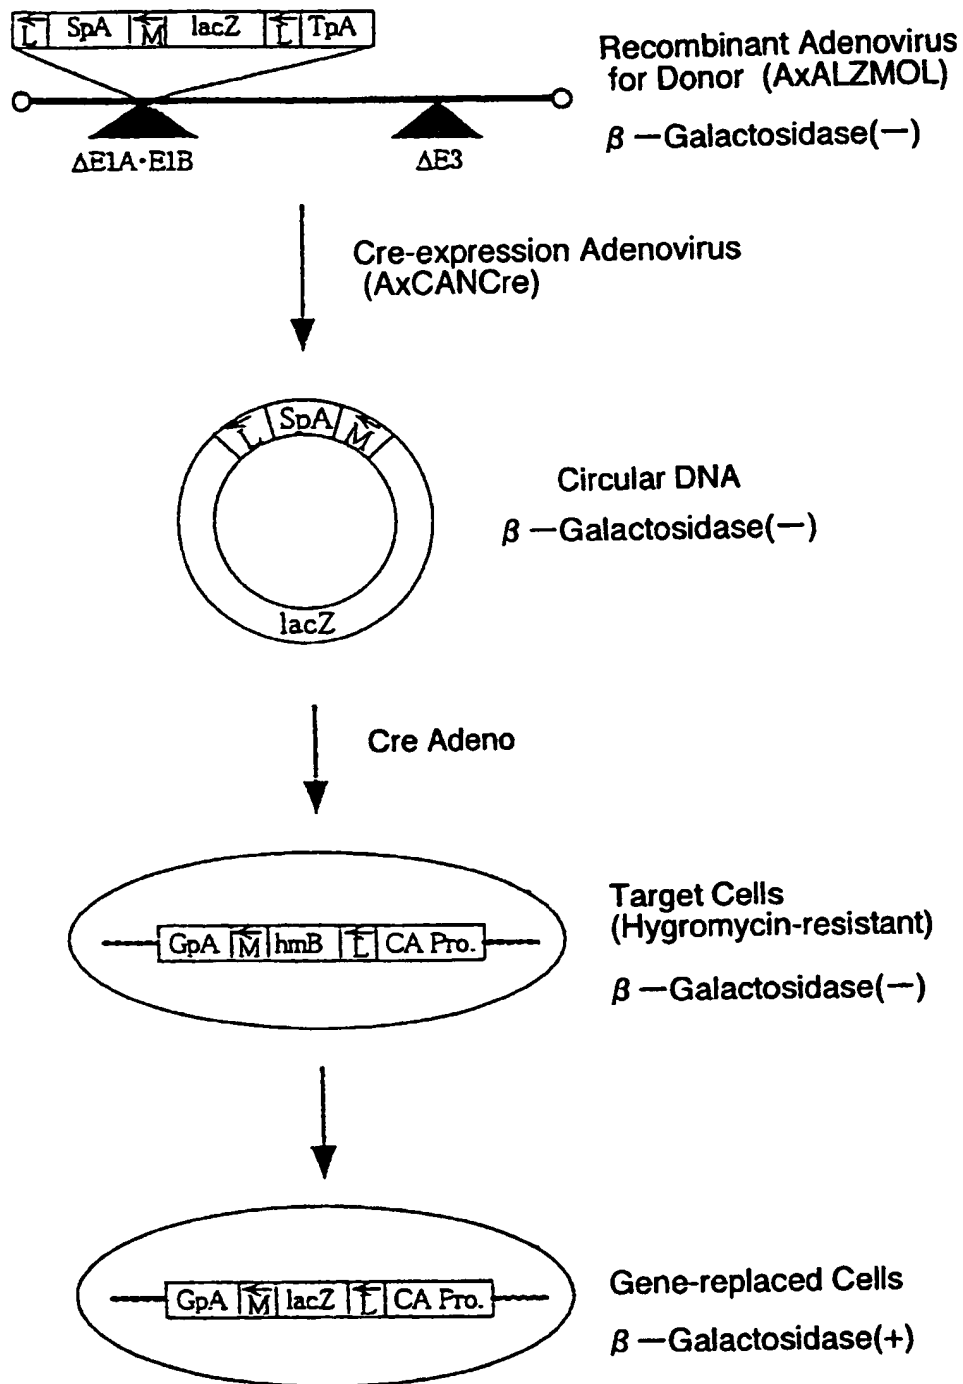 L SpA M lacZ L TpA
Recombinant Adenovirus
for Donor (AxALZMOL)
β—Galactosidase(—)
ΔE1A·E1B
ΔE3
Cre-expression Adenovirus
(AxCANCre)
L SpA M
lacZ
Circular DNA
β—Galactosidase(—)
Cre Adeno
Target Cells
(Hygromycin-resistant)
β—Galactosidase(—)
GpA M hmB L CA Pro.
Gene-replaced Cells
β—Galactosidase(+)
GpA M lacZ L CA Pro.